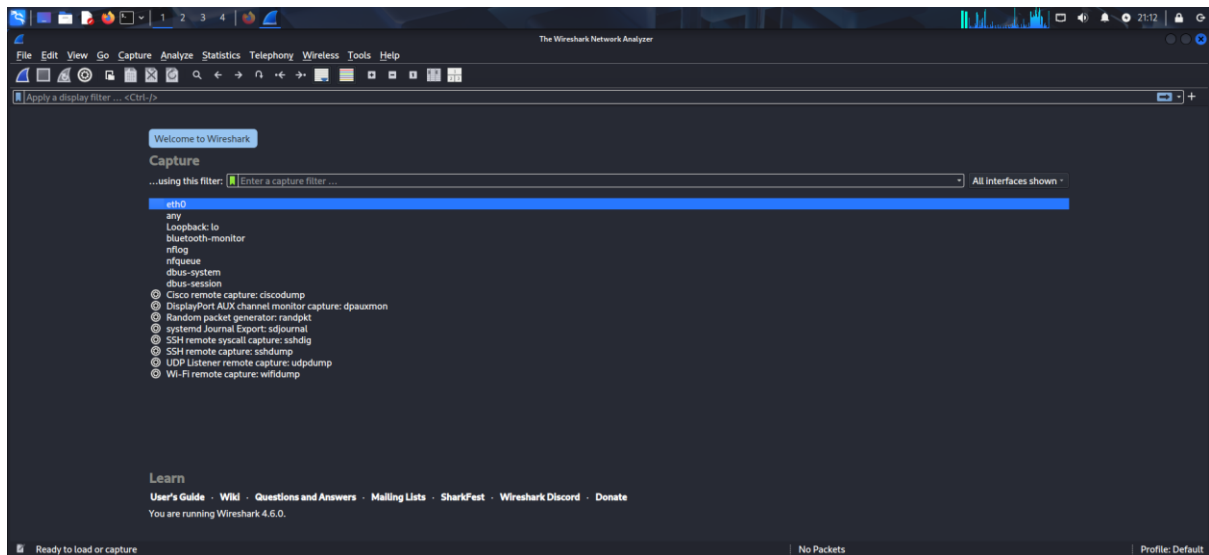 1 2 3 4
21:12
The Wireshark Network Analyzer
File Edit View Go Capture Analyze Statistics Telephony Wireless Tools Help
Apply a display filter ... <Ctrl-/>
Welcome to Wireshark
Capture
...using this filter: Enter a capture filter ... All interfaces shown
eth0
any
Loopback: lo
bluetooth-monitor
nflog
nfqueue
dbus-system
dbus-session
Cisco remote capture: ciscodump
DisplayPort AUX channel monitor capture: dpauxmon
Random packet generator: randpkt
systemd Journal Export: sdjournal
SSH remote syscall capture: sshdig
SSH remote capture: sshdump
UDP Listener remote capture: udpdump
Wi-Fi remote capture: wifidump
Learn
User's Guide · Wiki · Questions and Answers · Mailing Lists · SharkFest · Wireshark Discord · Donate
You are running Wireshark 4.6.0.
Ready to load or capture No Packets Profile: Default